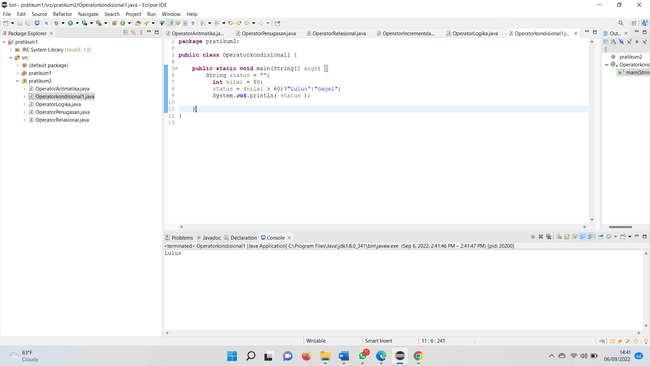 bin - pratikum1/src/pratikum2/Operatorkondisional1.java - Eclipse IDE
File Edit Source Refactor Navigate Search Project Run Window Help
Package Explorer
pratikum1
JRE System Library [JavaSE-1.8]
src
(default package)
pratikum1
pratikum2
OperatorAritmatika.java
Operatorkondisional1.java
OperatorLogika.java
OperatorPenugasan.java
OperatorRelasional.java
OperatorAritmatika.ja... OperatorPenugasan.java OperatorRelasional.java OperatorIncrementda... OperatorLogika.java Operatorkondisional1.j...
1 package pratikum2;
2
3 public class Operatorkondisional1 {
4
5 public static void main(String[] args) {
6 String status = "";
7 int nilai = 80;
8 status = (nilai > 60)?"Lulus":"Gagal";
9 System.out.println( status );
10
11 }
12 }
13
Out...
pratikum2
Operatorkond
main(Strin
Problems Javadoc Declaration Console
<terminated> Operatorkondisional1 [Java Application] C:\Program Files\Java\jdk1.8.0_341\bin\javaw.exe (Sep 6, 2022, 2:41:46 PM – 2:41:47 PM) [pid: 20200]
Lulus
Writable Smart Insert 11 : 6 : 241
83°F
Cloudy
14:41
06/09/2022